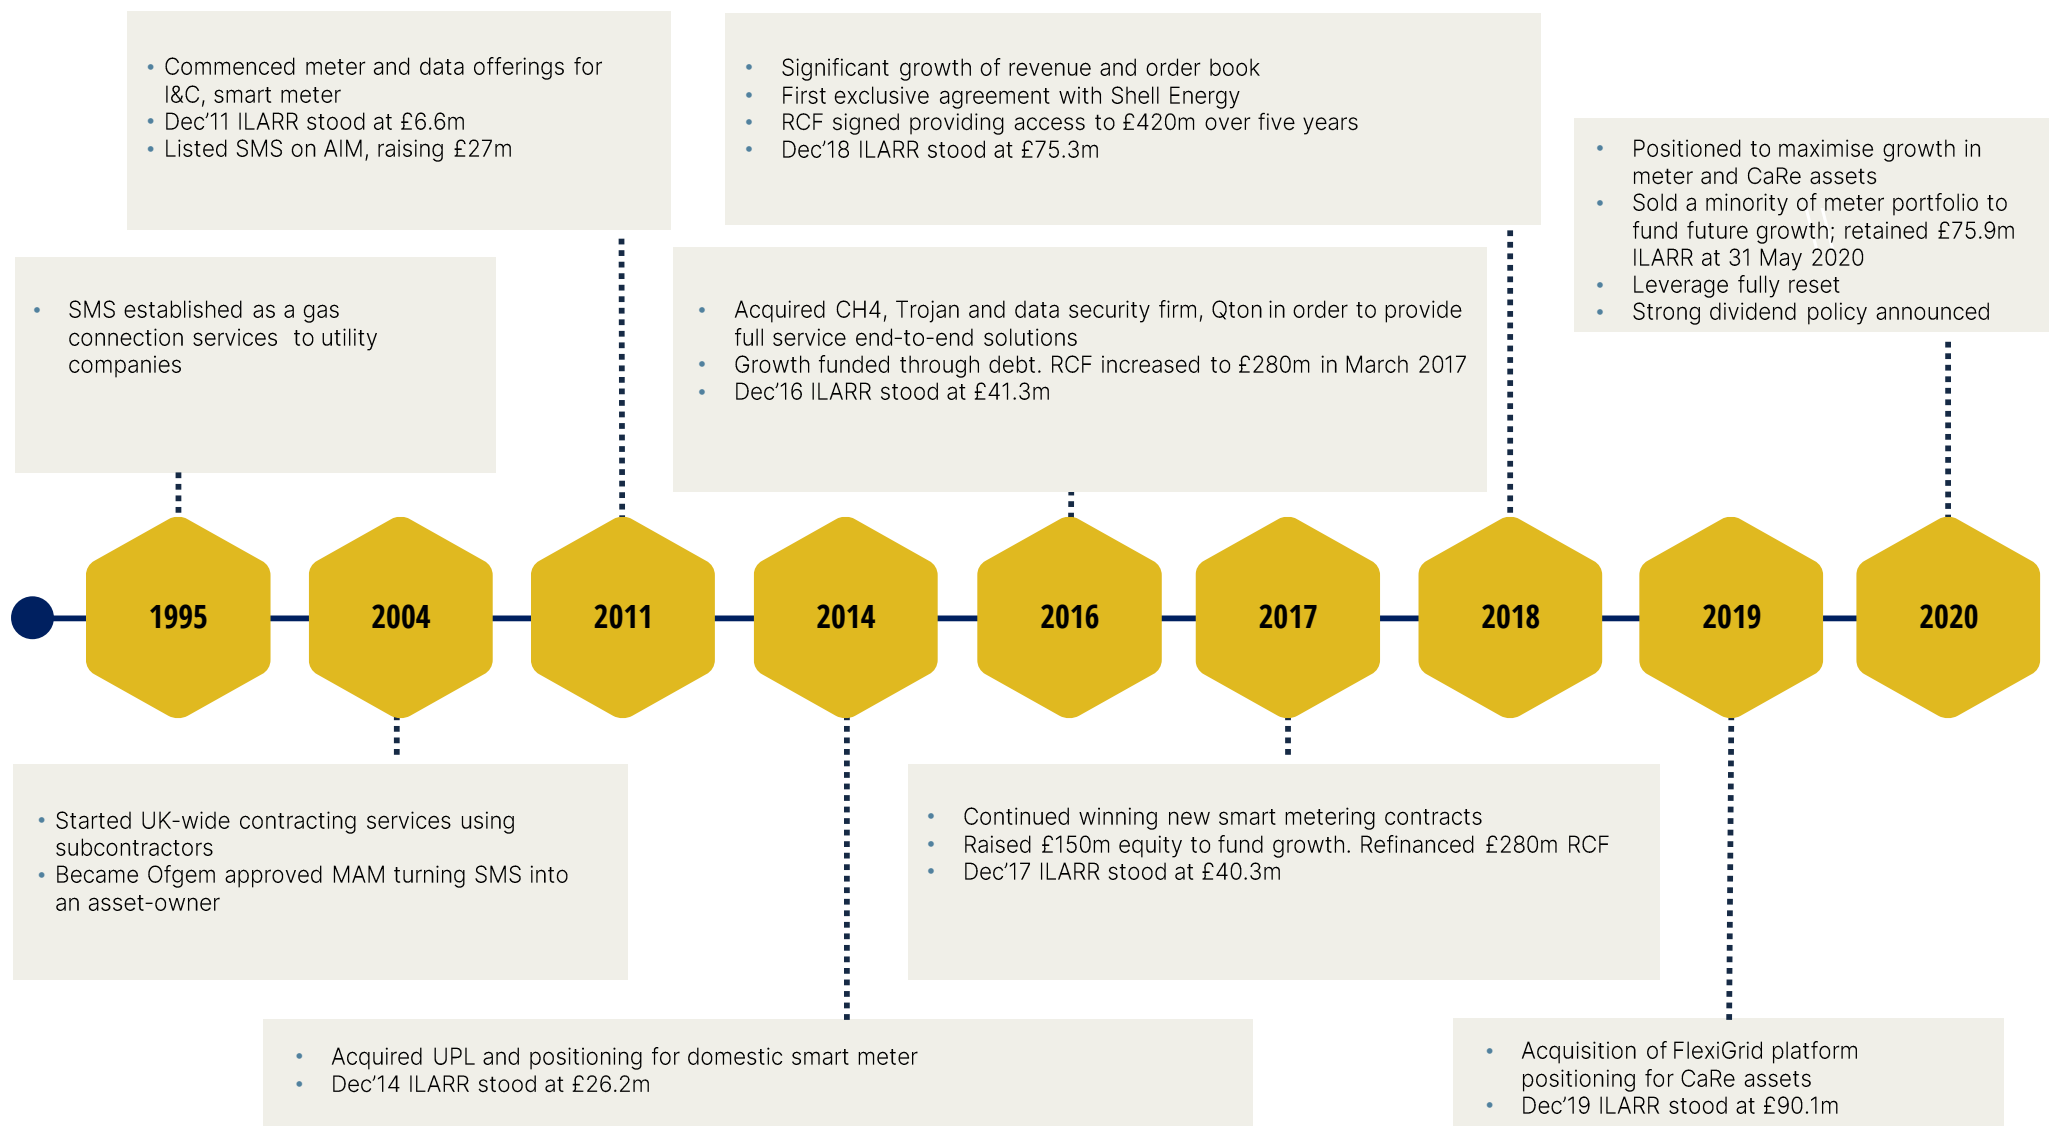 • Commenced meter and data offerings for
I&C, smart meter
• Dec’11 ILARR stood at £6.6m
• Listed SMS on AIM, raising £27m
• Significant growth of revenue and order book
• First exclusive agreement with Shell Energy
• RCF signed providing access to £420m over five years
• Dec’18 ILARR stood at £75.3m
• Positioned to maximise growth in
meter and CaRe assets
• Sold a minority of meter portfolio to
fund future growth; retained £75.9m
ILARR at 31 May 2020
• Leverage fully reset
• Strong dividend policy announced
• SMS established as a gas
connection services to utility
companies
• Acquired CH4, Trojan and data security firm, Qton in order to provide
full service end-to-end solutions
• Growth funded through debt. RCF increased to £280m in March 2017
• Dec’16 ILARR stood at £41.3m
1995
2004
2011
2014
2016
2017
2018
2019
2020
• Started UK-wide contracting services using
subcontractors
• Became Ofgem approved MAM turning SMS into
an asset-owner
• Continued winning new smart metering contracts
• Raised £150m equity to fund growth. Refinanced £280m RCF
• Dec’17 ILARR stood at £40.3m
• Acquired UPL and positioning for domestic smart meter
• Dec’14 ILARR stood at £26.2m
• Acquisition of FlexiGrid platform
positioning for CaRe assets
• Dec’19 ILARR stood at £90.1m